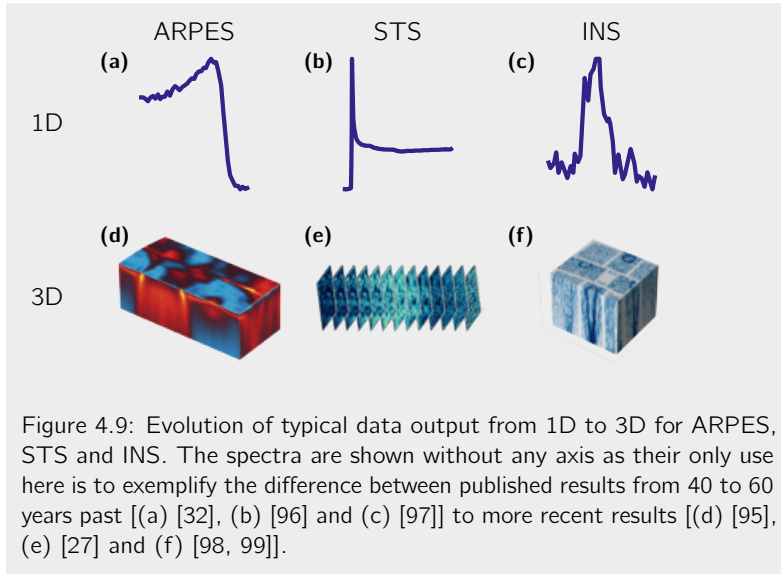 ARPES STS INS
(a) (b) (c)
1D
(d) (e) (f)
3D
Figure 4.9: Evolution of typical data output from 1D to 3D for ARPES,
STS and INS. The spectra are shown without any axis as their only use
here is to exemplify the difference between published results from 40 to 60
years past [(a) [32], (b) [96] and (c) [97]] to more recent results [(d) [95],
(e) [27] and (f) [98, 99]].